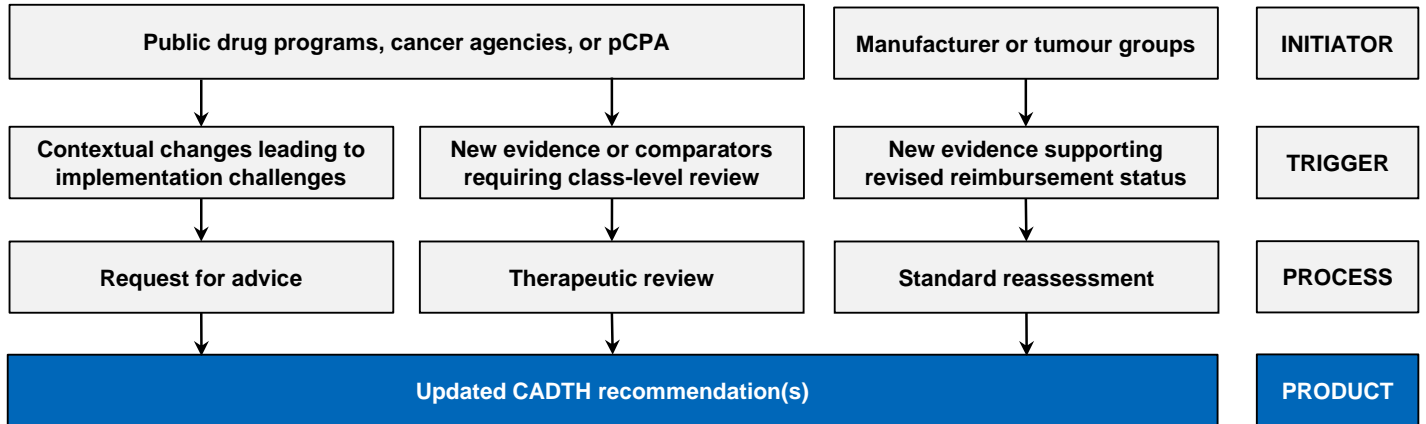 Public drug programs, cancer agencies, or pCPA
Manufacturer or tumour groups
INITIATOR
Contextual changes leading to
implementation challenges
New evidence or comparators
requiring class-level review
New evidence supporting
revised reimbursement status
TRIGGER
Request for advice
Therapeutic review
Standard reassessment
PROCESS
Updated CADTH recommendation(s)
PRODUCT